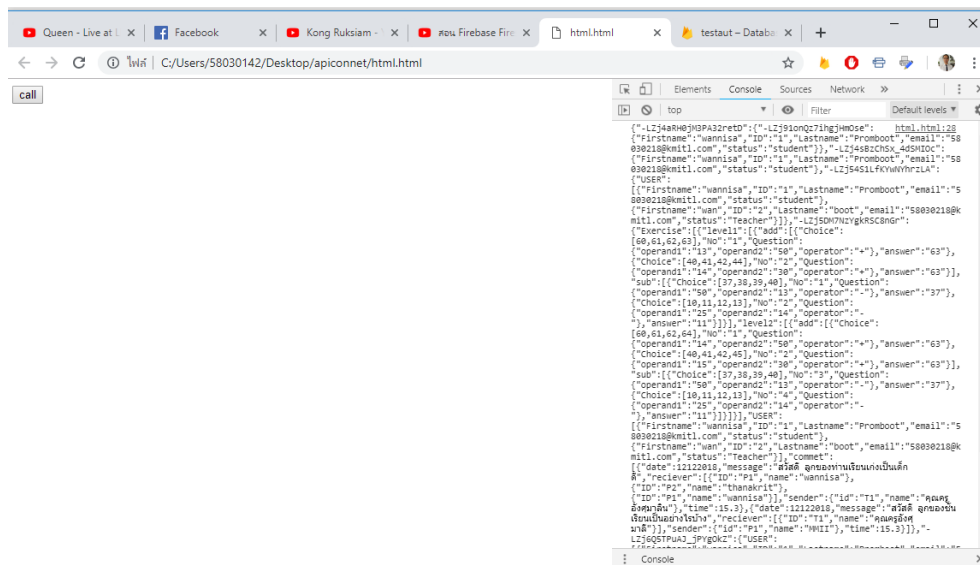 Queen - Live at L
Facebook
Kong Ruksiam -
สอน Firebase Fire
html.html
testaut – Databa
ไฟล์ | C:/Users/58030142/Desktop/apiconnet/html.html
call
Elements Console Sources Network »
top Filter Default levels ▼
{"-LZj4aRH0jM3PA32retD":{"-LZj91onQz7ihgjHmOse": html.html:28
{"Firstname":"wannisa","ID":"1","Lastname":"Promboot","email":"58
030218@kmitl.com","status":"student"}},"-LZj4sBzChSx_4dSMIOc":
{"Firstname":"wannisa","ID":"1","Lastname":"Promboot","email":"58
030218@kmitl.com","status":"student"},"-LZj54S1LfKYwNYhrzLA":
{"USER":
[{"Firstname":"wannisa","ID":"1","Lastname":"Promboot","email":"5
8030218@kmitl.com","status":"student"},
{"Firstname":"wan","ID":"2","Lastname":"boot","email":"58030218@k
mitl.com","status":"Teacher"}]},"-LZj5DM7NzYgkRSC8nGr":
{"Exercise":[{"level1":[{"add":[{"Choice":
[60,61,62,63],"No":"1","Question":
{"operand1":"13","operand2":"50","operator":"+"},"answer":"63"},
{"Choice":[40,41,42,44],"No":"2","Question":
{"operand1":"14","operand2":"30","operator":"+"},"answer":"63"}],
"sub":[{"Choice":[37,38,39,40],"No":"1","Question":
{"operand1":"50","operand2":"13","operator":"-"},"answer":"37"},
{"Choice":[10,11,12,13],"No":"2","Question":
{"operand1":"25","operand2":"14","operator":"-
"},"answer":"11"}]}],"level2":[{"add":[{"Choice":
[60,61,62,64],"No":"1","Question":
{"operand1":"14","operand2":"50","operator":"+"},"answer":"63"},
{"Choice":[40,41,42,45],"No":"2","Question":
{"operand1":"15","operand2":"30","operator":"+"},"answer":"63"}],
"sub":[{"Choice":[37,38,39,40],"No":"3","Question":
{"operand1":"50","operand2":"13","operator":"-"},"answer":"37"},
{"Choice":[10,11,12,13],"No":"4","Question":
{"operand1":"25","operand2":"14","operator":"-
"},"answer":"11"}]}]}],"USER":
[{"Firstname":"wannisa","ID":"1","Lastname":"Promboot","email":"5
8030218@kmitl.com","status":"student"},
{"Firstname":"wan","ID":"2","Lastname":"boot","email":"58030218@k
mitl.com","status":"Teacher"}],"commet":
[{"date":12122018,"message":"สวัสดี ลูกของท่านเรียนเก่งเป็นเด็ก
ดี","reciever":[{"ID":"P1","name":"wannisa"},
{"ID":"P2","name":"thanakrit"},
{"ID":"P1","name":"wannisa"}],"sender":{"id":"T1","name":"คุณครู
อังศุมาลิน"},"time":15.3},{"date":12122018,"message":"สวัสดี ลูกของชั้น
เรียนเป็นอย่างไรบ้าง","reciever":[{"ID":"T1","name":"คุณครูอังศุ
มาลี"}],"sender":{"id":"P1","name":"MMII"},"time":15.3}]},"-
LZj6Q5TPuAJ_jPYgOkZ":{"USER":
Console